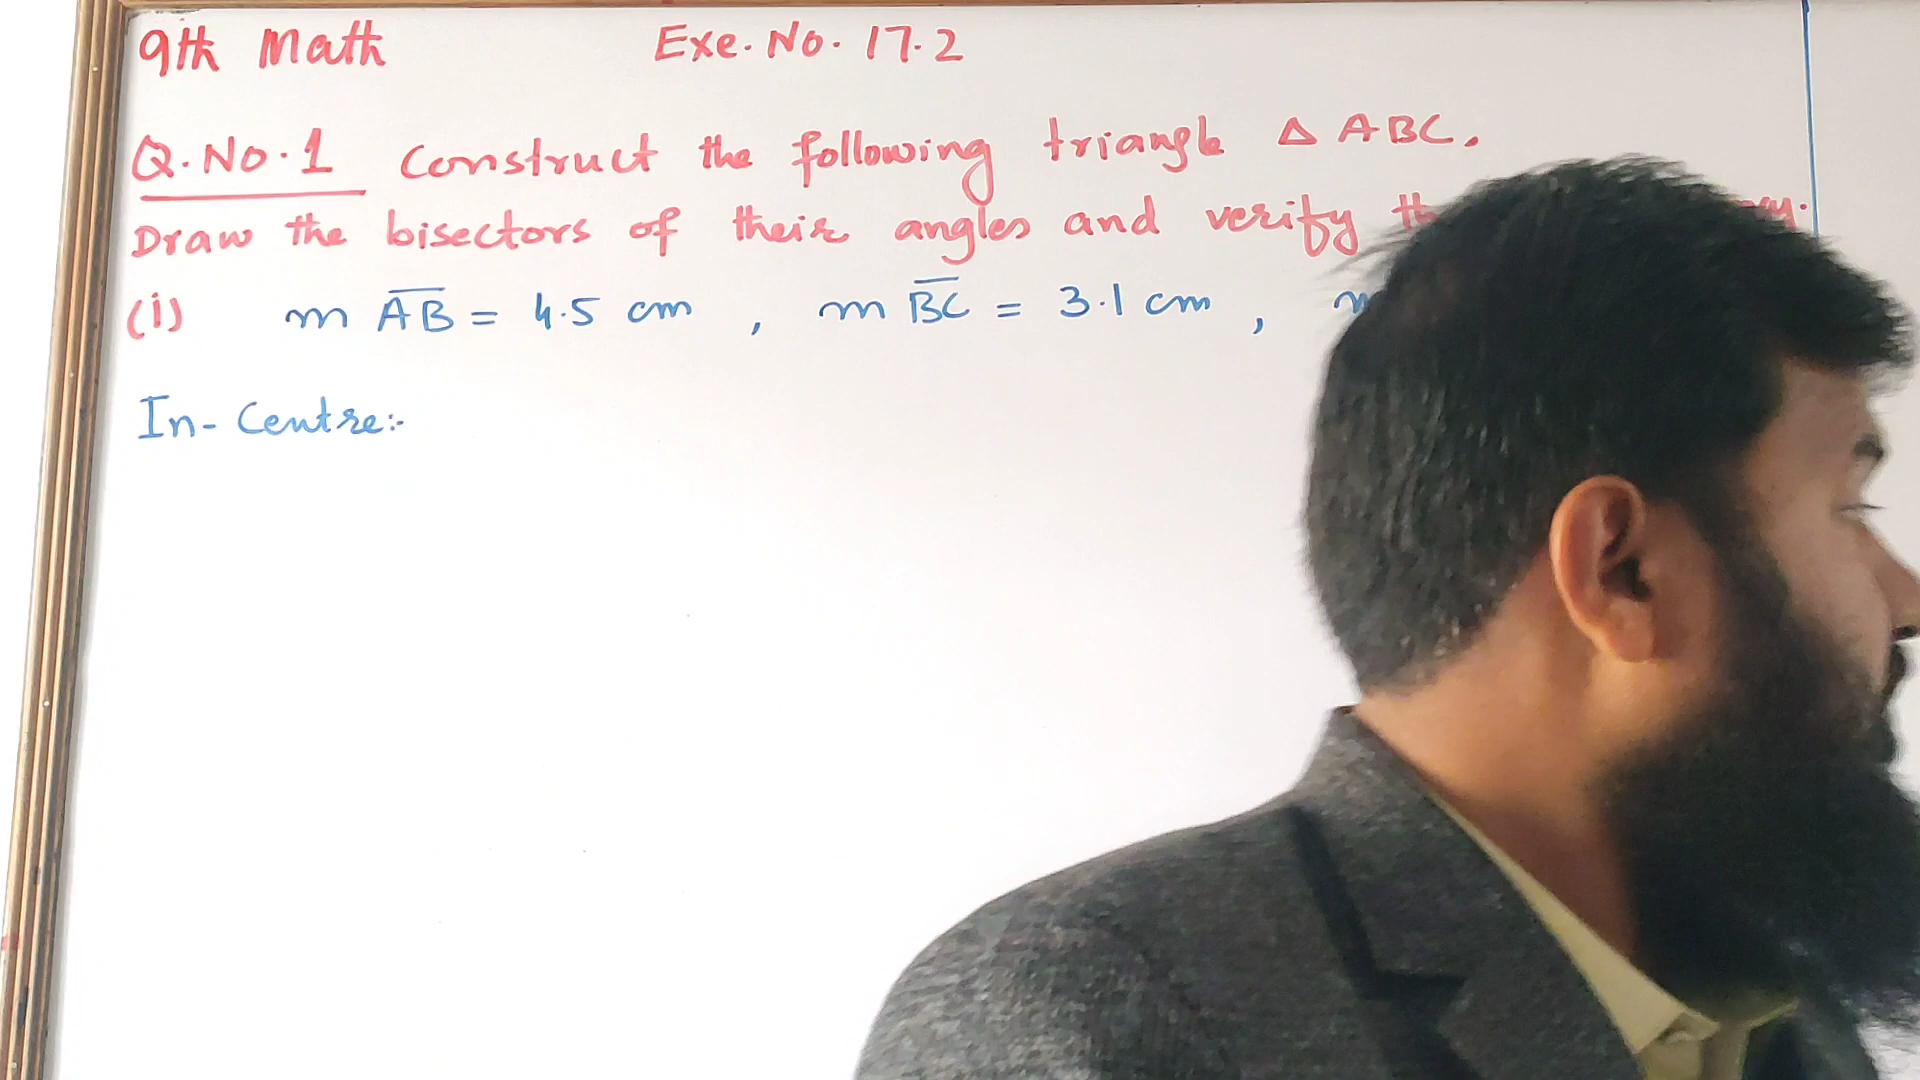 9th Math Exe. No. 17.2
Q.No.1 Construct the following triangle △ ABC.
Draw the bisectors of their angles and verify
(i) m AB = 4.5 cm , m BC = 3.1 cm , m
In-Centre:-